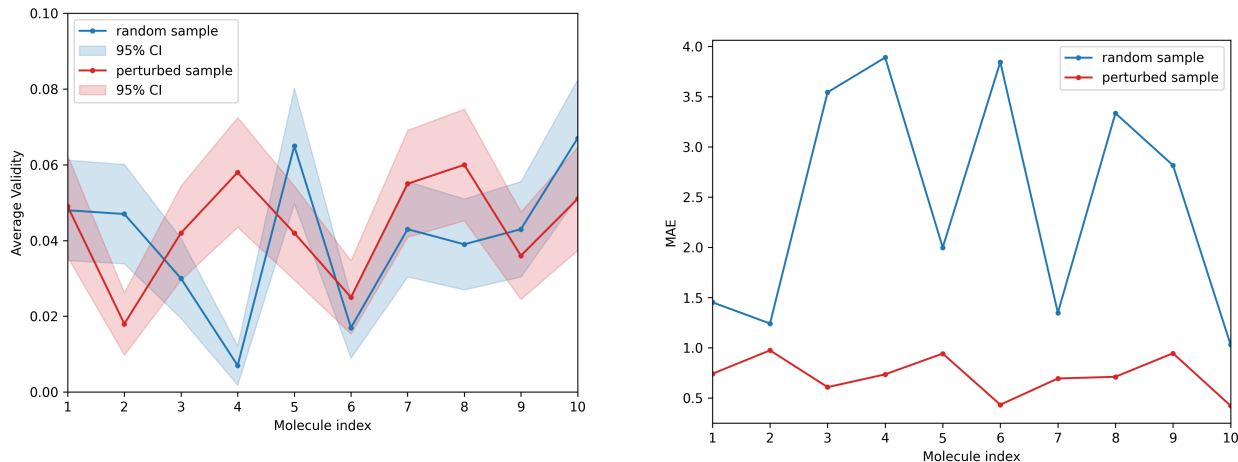 0.10
0.08
0.06
0.04
0.02
0.00
Average Validity
random sample
95% CI
perturbed sample
95% CI
1 2 3 4 5 6 7 8 9 10
Molecule index
4.0
3.5
3.0
2.5
2.0
1.5
1.0
0.5
MAE
random sample
perturbed sample
1 2 3 4 5 6 7 8 9 10
Molecule index